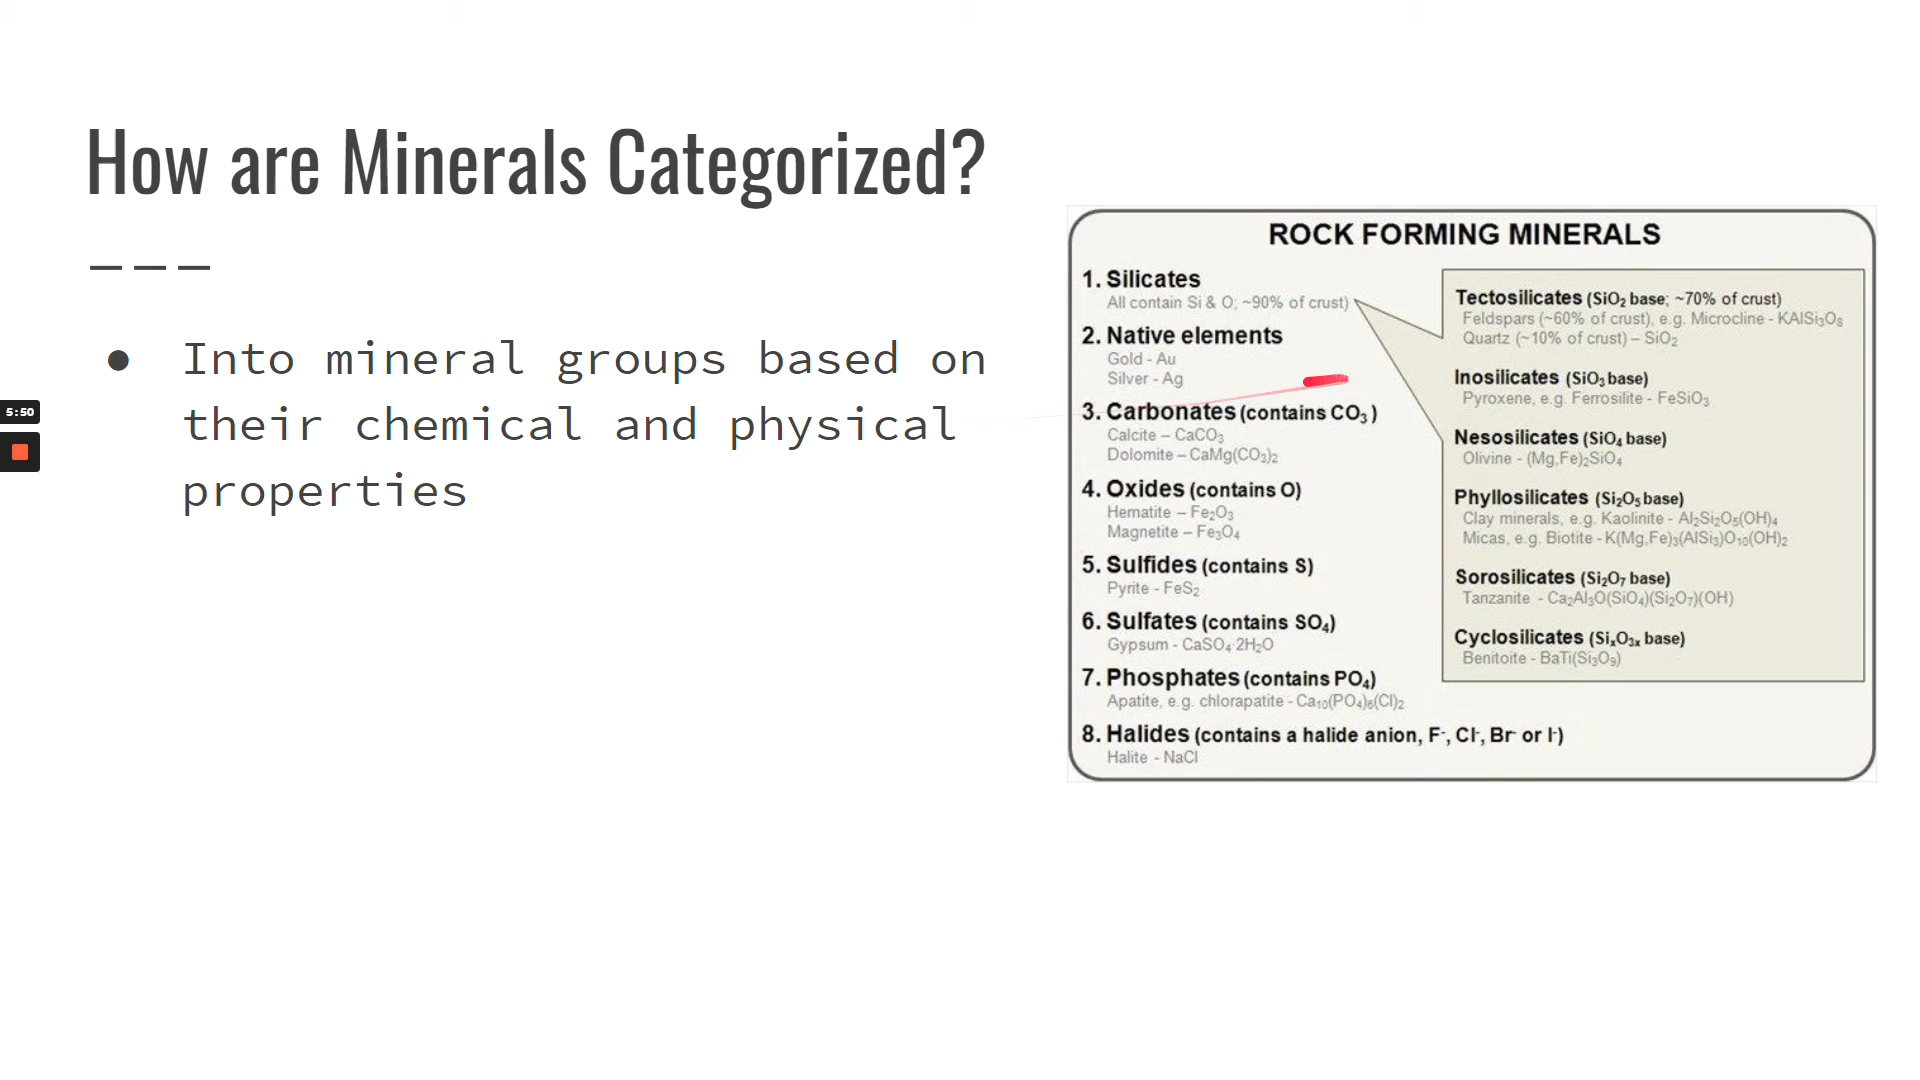 How are Minerals Categorized?
● Into mineral groups based on
their chemical and physical
properties
5:50
ROCK FORMING MINERALS
1. Silicates
All contain Si & O; ~90% of crust)
2. Native elements
Gold - Au
Silver - Ag
3. Carbonates (contains CO₃)
Calcite – CaCO₃
Dolomite – CaMg(CO₃)₂
4. Oxides (contains O)
Hematite – Fe₂O₃
Magnetite – Fe₃O₄
5. Sulfides (contains S)
Pyrite - FeS₂
6. Sulfates (contains SO₄)
Gypsum - CaSO₄·2H₂O
7. Phosphates (contains PO₄)
Apatite, e.g. chlorapatite - Ca₁₀(PO₄)₆(Cl)₂
8. Halides (contains a halide anion, F⁻, Cl⁻, Br⁻ or I⁻)
Halite - NaCl
Tectosilicates (SiO₂ base; ~70% of crust)
Feldspars (~60% of crust), e.g. Microcline - KAlSi₃O₈
Quartz (~10% of crust) – SiO₂
Inosilicates (SiO₃ base)
Pyroxene, e.g. Ferrosilite - FeSiO₃
Nesosilicates (SiO₄ base)
Olivine - (Mg,Fe)₂SiO₄
Phyllosilicates (Si₂O₅ base)
Clay minerals, e.g. Kaolinite - Al₂Si₂O₅(OH)₄
Micas, e.g. Biotite - K(Mg,Fe)₃(AlSi₃)O₁₀(OH)₂
Sorosilicates (Si₂O₇ base)
Tanzanite - Ca₂Al₃O(SiO₄)(Si₂O₇)(OH)
Cyclosilicates (SiₓO₃ₓ base)
Benitoite - BaTi(Si₃O₉)